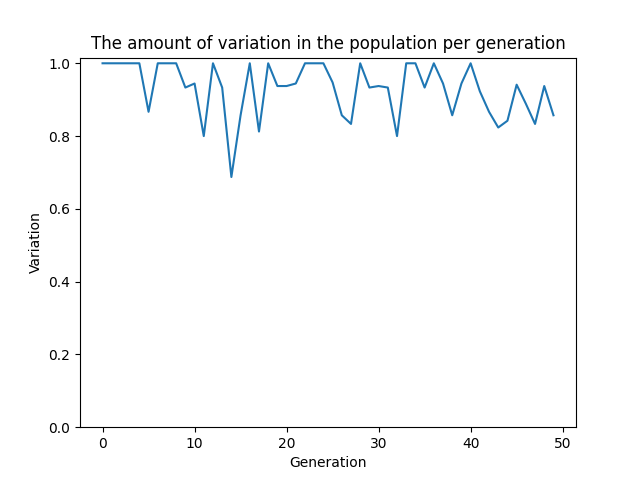 The amount of variation in the population per generation
1.0
0.8
0.6
0.4
0.2
0.0
Variation
0 10 20 30 40 50
Generation